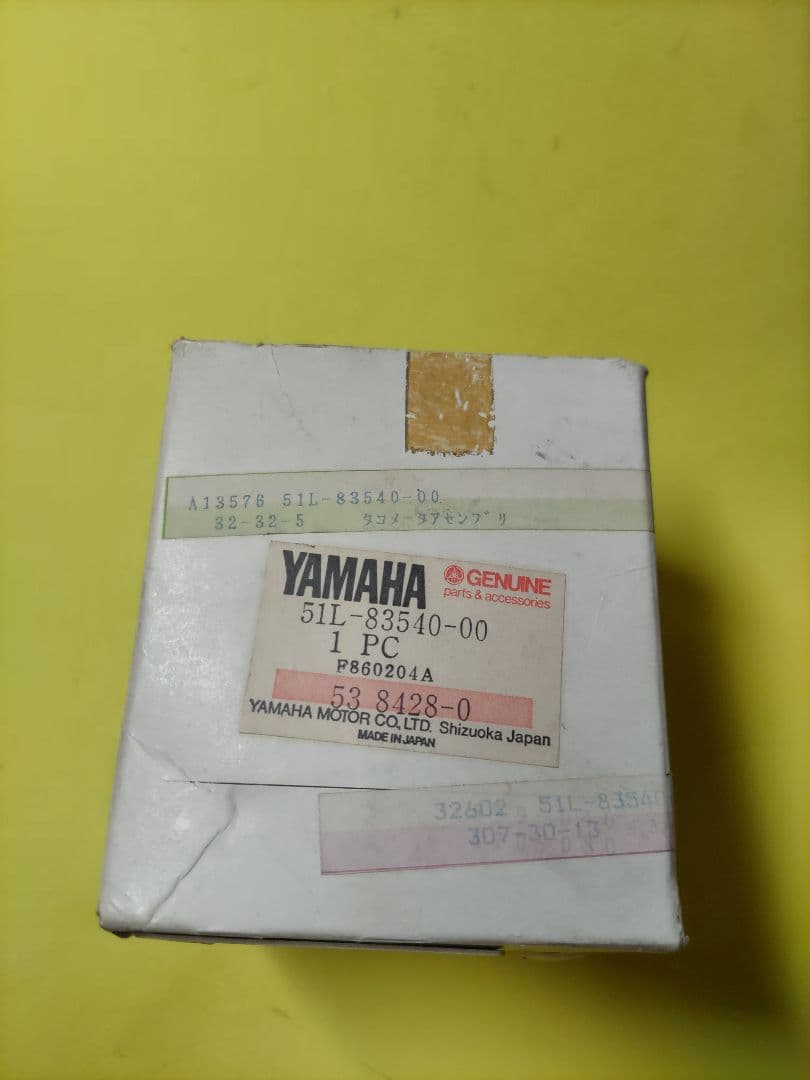 A13576 51L-83540-00
32-32-5 タコメータアセンブリ
YAMAHA GENUINE
parts & accessories
51L-83540-00
1 PC
F860204A
53 8428-0
YAMAHA MOTOR CO., LTD. Shizuoka Japan
MADE IN JAPAN
32602 51L-83540
307-30-13